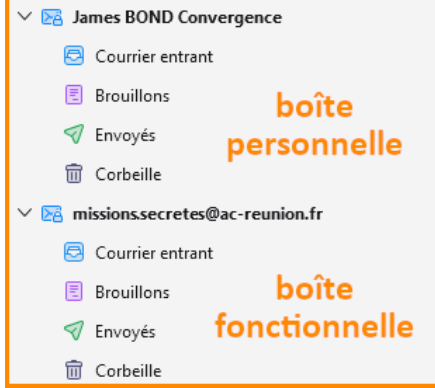 James BOND Convergence
Courrier entrant
Brouillons
Envoyés
Corbeille
boîte
personnelle
missions.secretes@ac-reunion.fr
Courrier entrant
Brouillons
Envoyés
Corbeille
boîte
fonctionnelle